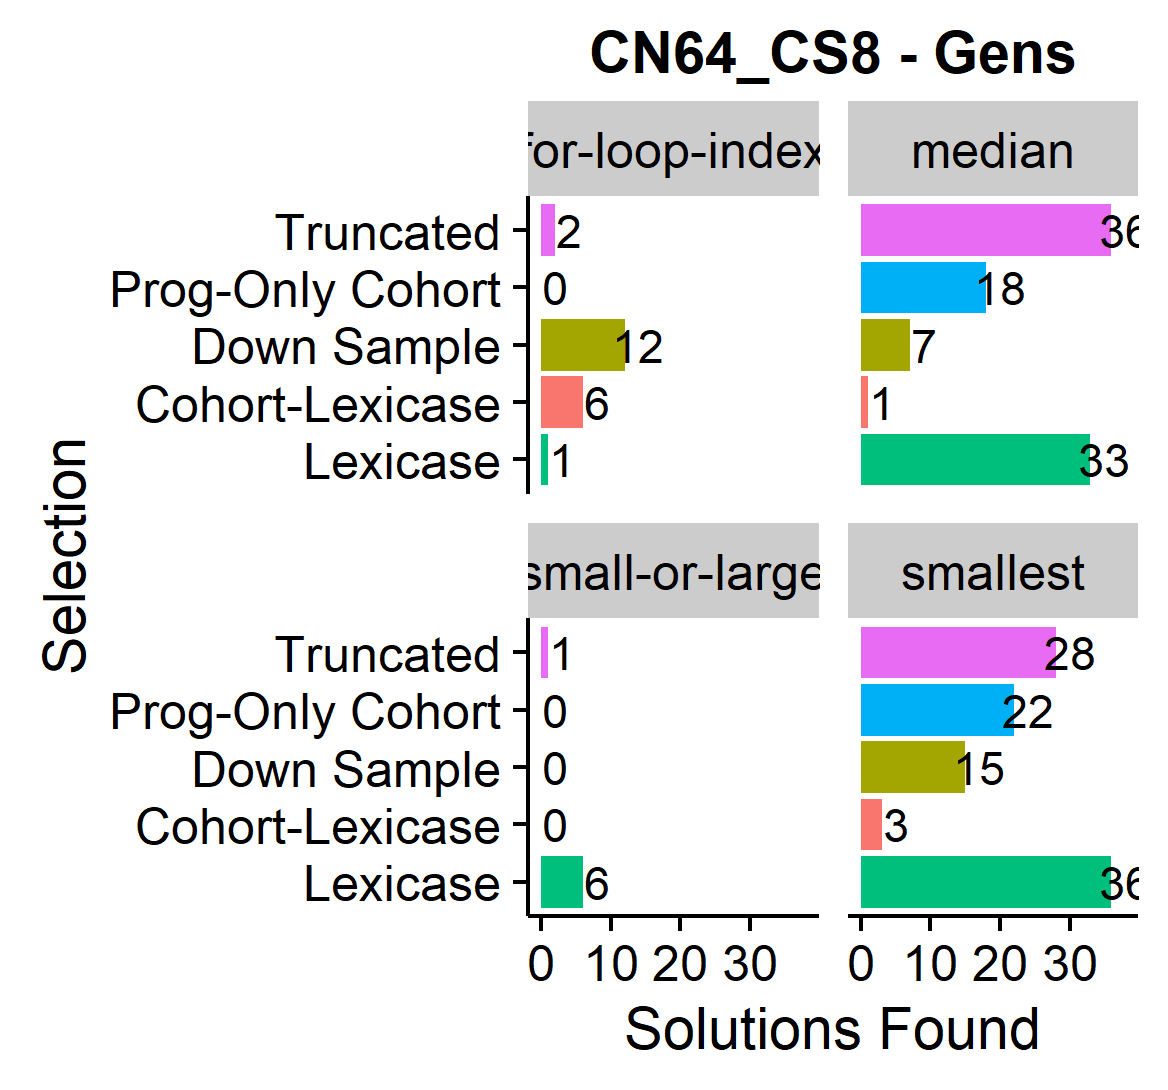 CN64_CS8 - Gens
for-loop-index
median
Truncated
2
36
Prog-Only Cohort
0
18
Down Sample
12
7
Cohort-Lexicase
6
1
Lexicase
1
33
Selection
small-or-large
smallest
Truncated
1
28
Prog-Only Cohort
0
22
Down Sample
0
15
Cohort-Lexicase
0
3
Lexicase
6
36
0 10 20 30
0 10 20 30
Solutions Found